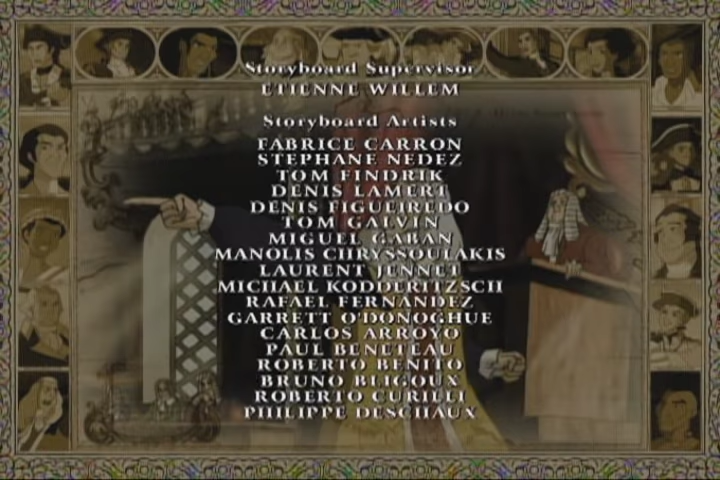 Storyboard Supervisor
ETIENNE WILLEM
Storyboard Artists
FABRICE CARRON
STEPHANE NEDEZ
TOM FINDRIK
DENIS LAMERT
DENIS FIGUEIREDO
TOM GALVIN
MIGUEL GABAN
MANOLIS CHRYSSOULAKIS
LAURENT JENNET
MICHAEL KODDERITZSCH
RAFAEL FERNANDEZ
GARRETT O'DONOGHUE
CARLOS ARROYO
PAUL BENETEAU
ROBERTO BENITO
BRUNO BLIGOUX
ROBERTO CURILLI
PHILIPPE DESCHAUX